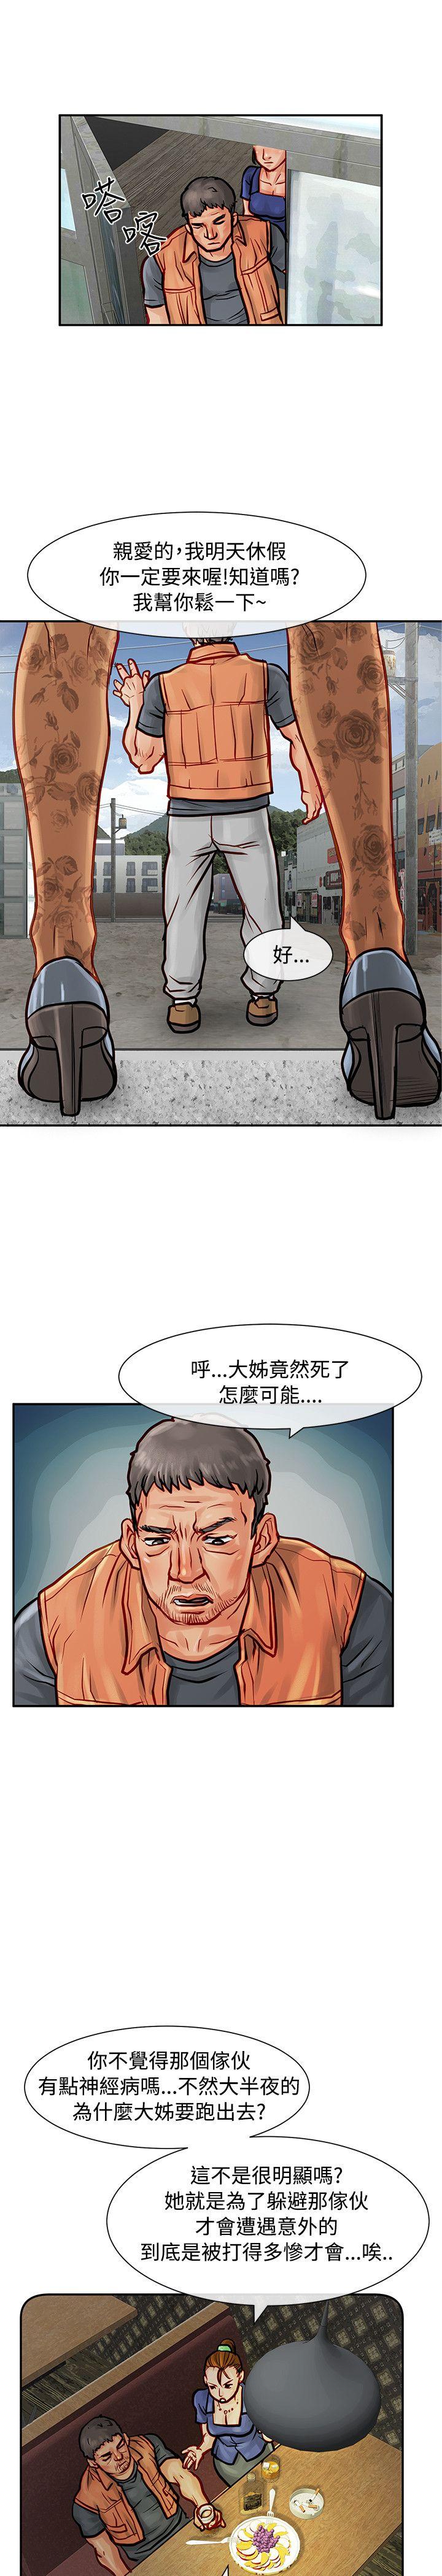 嗒
喀
親愛的,我明天休假
你一定要來喔!知道嗎?
我幫你鬆一下~
好...
呼...大姊竟然死了
怎麼可能....
你不覺得那個傢伙
有點神經病嗎...不然大半夜的
為什麼大姊要跑出去?
這不是很明顯嗎?
她就是為了躲避那傢伙
才會遭遇意外的
到底是被打得多慘才會...唉..